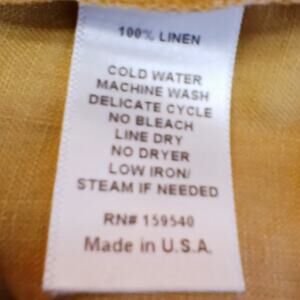 100% LINEN
COLD WATER
MACHINE WASH
DELICATE CYCLE
NO BLEACH
LINE DRY
NO DRYER
LOW IRON/
STEAM IF NEEDED
RN# 159540
Made in U.S.A.